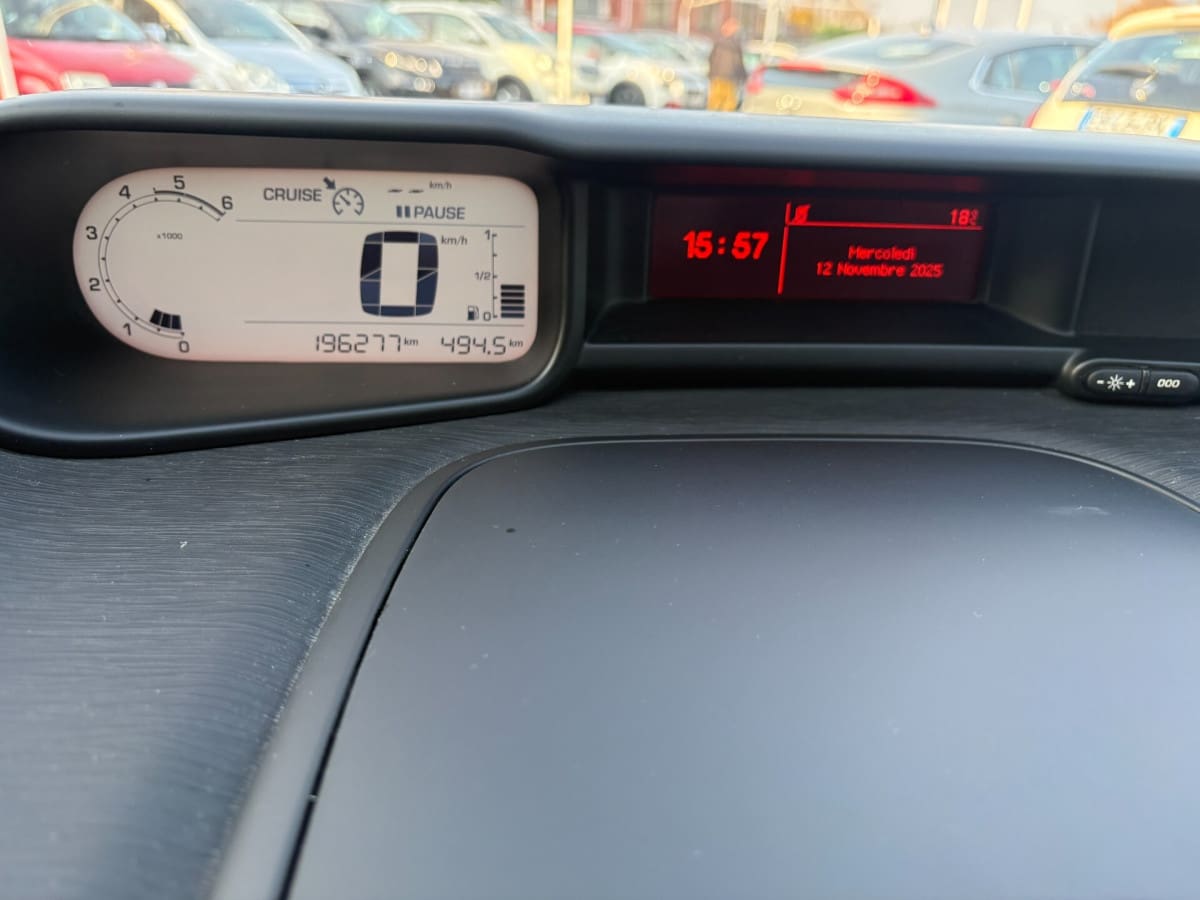 5
4
6
3
x1000
2
1
0
CRUISE
-- km/h
PAUSE
0 km/h
1
1/2
0
196277 km 494.5 km
15:57
18°C
Mercoledì
12 Novembre 2025
- +
000